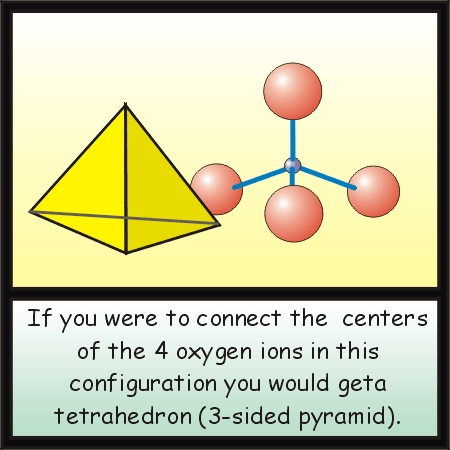 If you were to connect the centers
of the 4 oxygen ions in this
configuration you would geta
tetrahedron (3-sided pyramid).